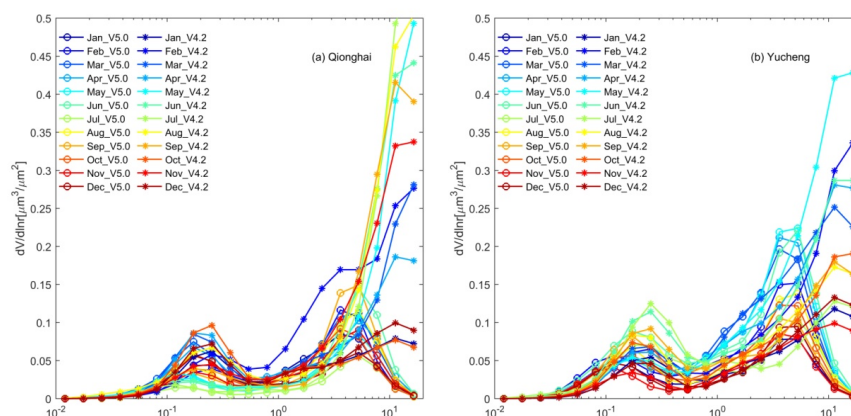 (a) Qionghai
dV/dlnr[μm³/μm²]
0.5
0.45
0.4
0.35
0.3
0.25
0.2
0.15
0.1
0.05
0
Jan_V5.0 Jan_V4.2
Feb_V5.0 Feb_V4.2
Mar_V5.0 Mar_V4.2
Apr_V5.0 Apr_V4.2
May_V5.0 May_V4.2
Jun_V5.0 Jun_V4.2
Jul_V5.0 Jul_V4.2
Aug_V5.0 Aug_V4.2
Sep_V5.0 Sep_V4.2
Oct_V5.0 Oct_V4.2
Nov_V5.0 Nov_V4.2
Dec_V5.0 Dec_V4.2
10⁻² 10⁻¹ 10⁰ 10¹
(b) Yucheng
dV/dlnr[μm³/μm²]
0.5
0.45
0.4
0.35
0.3
0.25
0.2
0.15
0.1
0.05
0
Jan_V5.0 Jan_V4.2
Feb_V5.0 Feb_V4.2
Mar_V5.0 Mar_V4.2
Apr_V5.0 Apr_V4.2
May_V5.0 May_V4.2
Jun_V5.0 Jun_V4.2
Jul_V5.0 Jul_V4.2
Aug_V5.0 Aug_V4.2
Sep_V5.0 Sep_V4.2
Oct_V5.0 Oct_V4.2
Nov_V5.0 Nov_V4.2
Dec_V5.0 Dec_V4.2
10⁻² 10⁻¹ 10⁰ 10¹